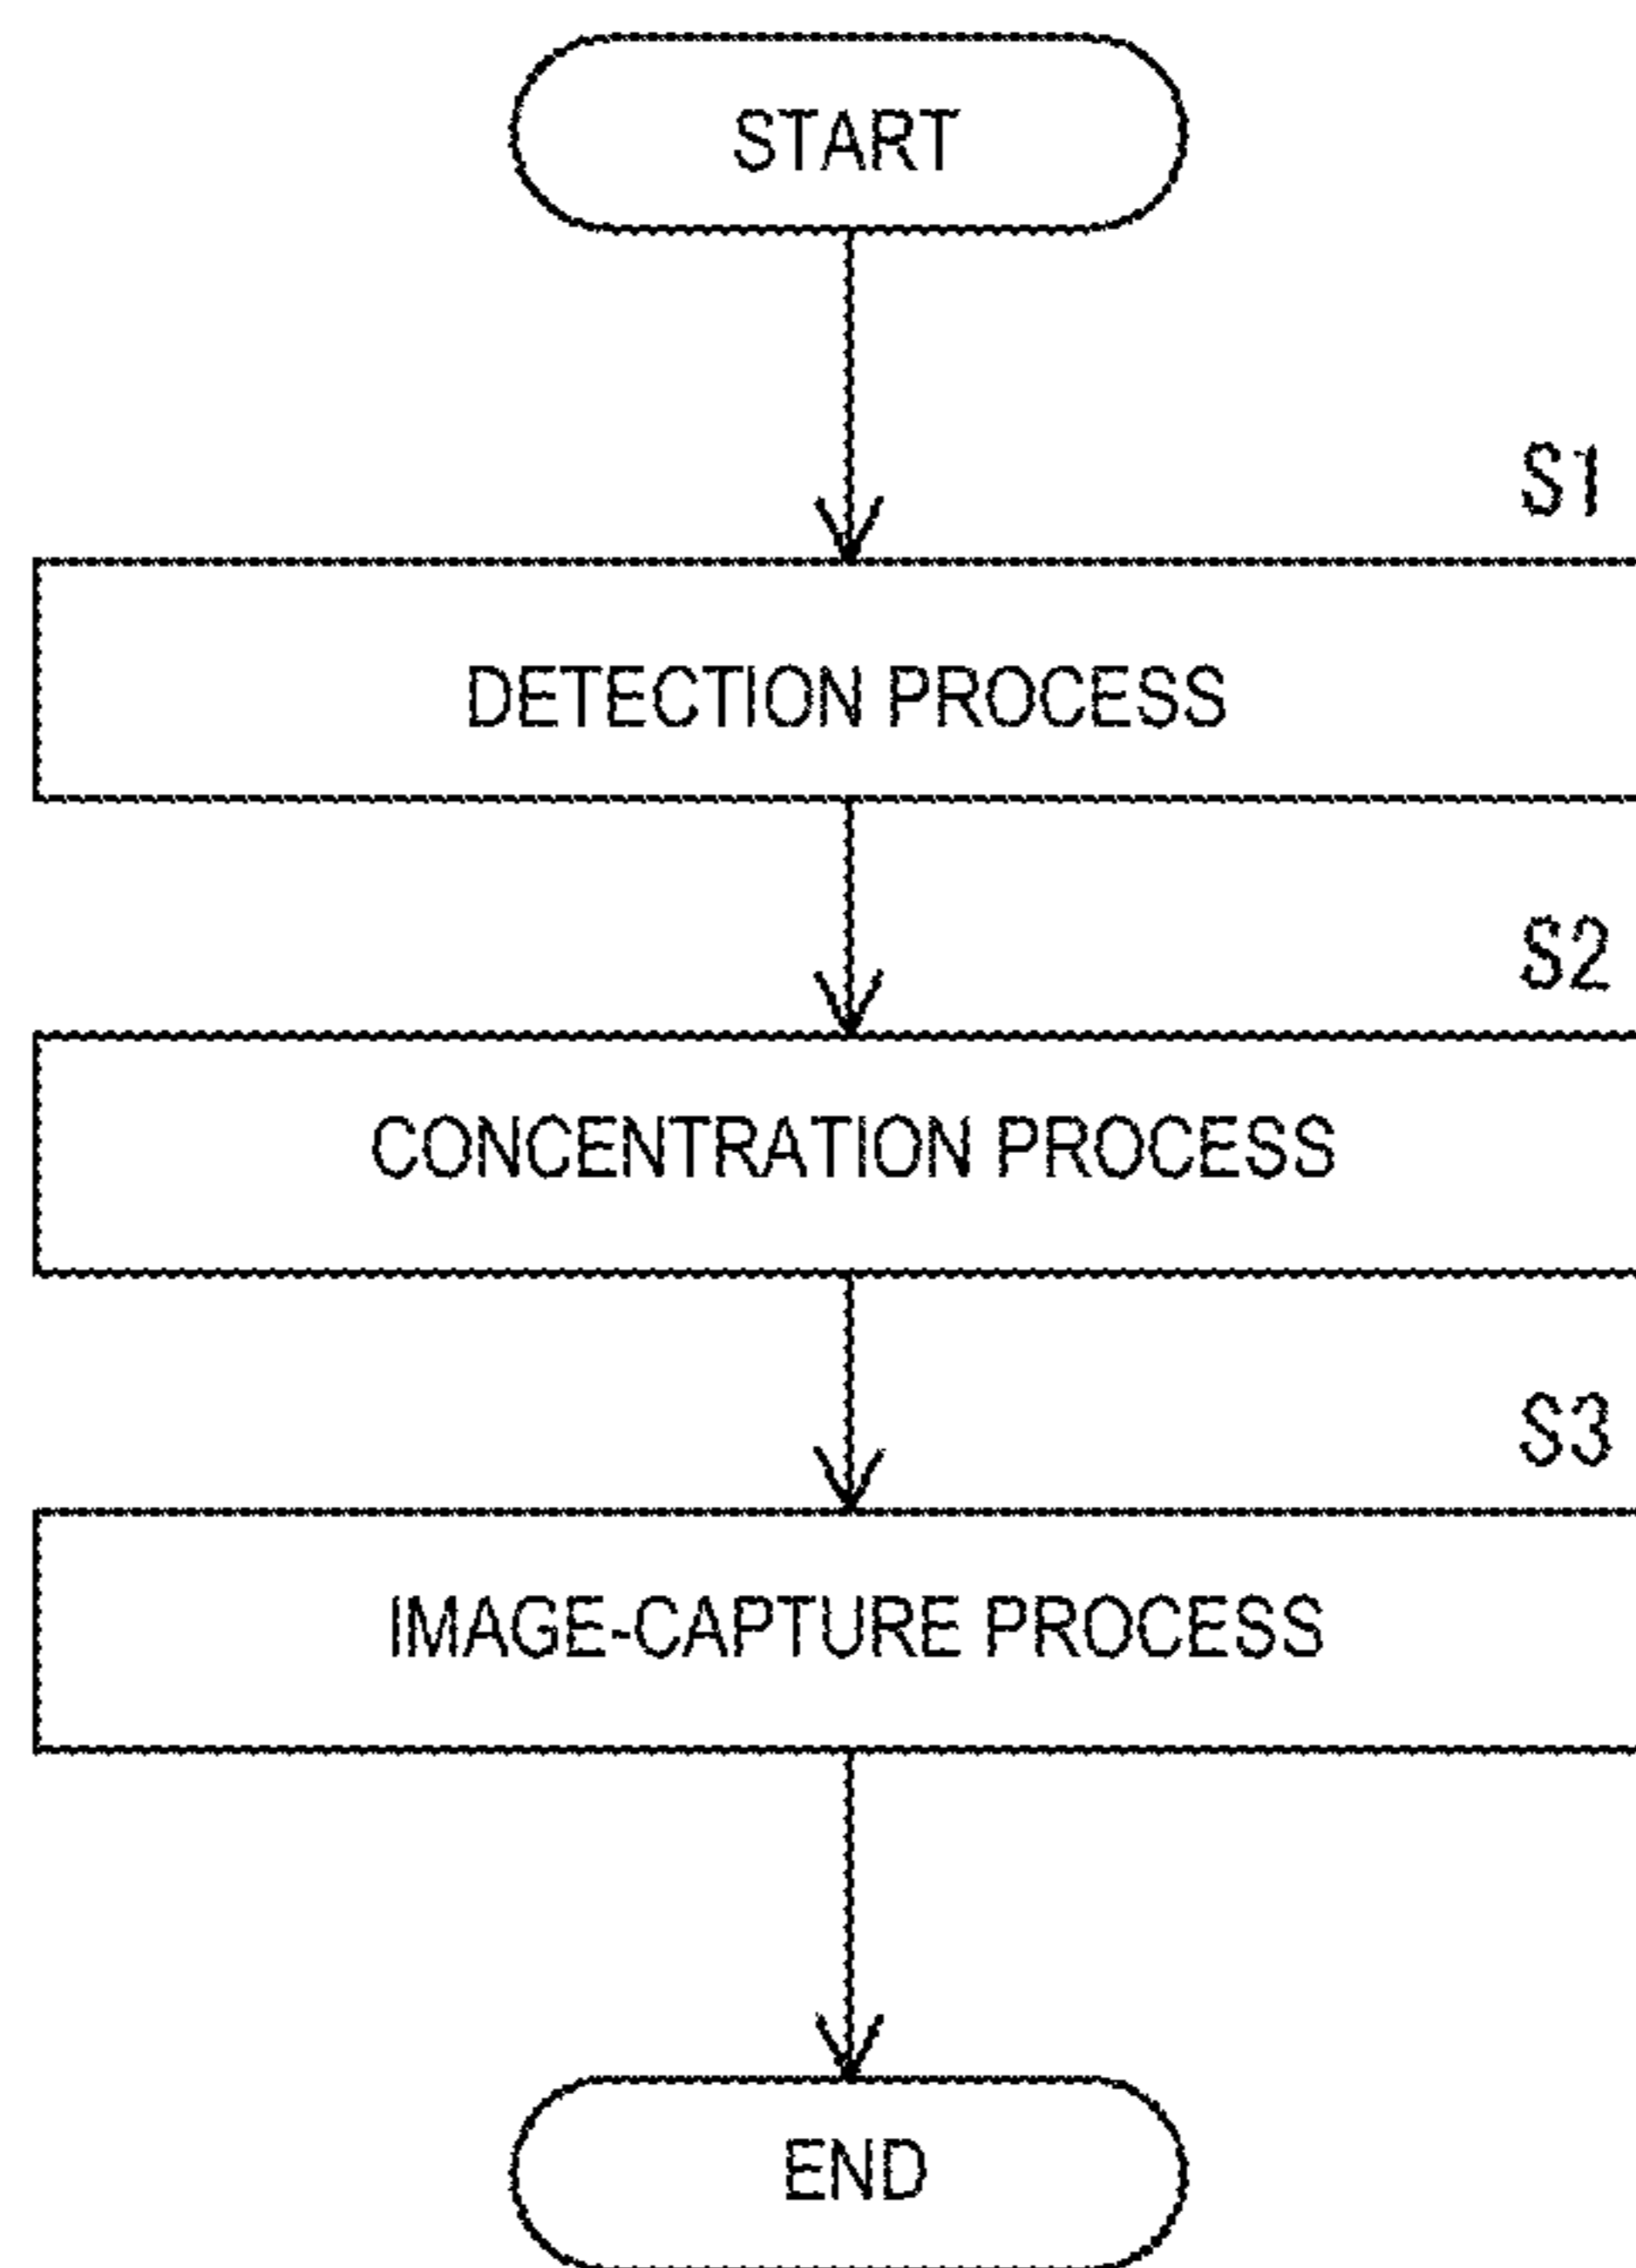 START
S1
DETECTION PROCESS
S2
CONCENTRATION PROCESS
S3
IMAGE-CAPTURE PROCESS
END